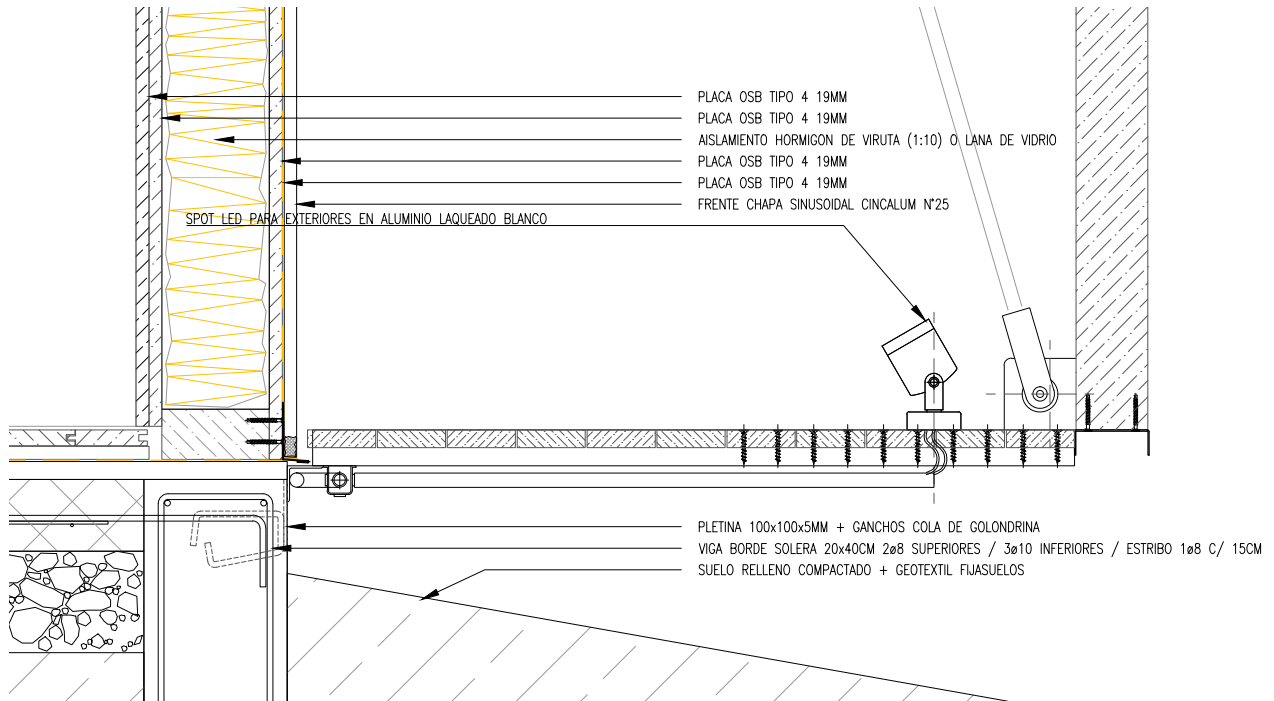 PLACA OSB TIPO 4 19MM
PLACA OSB TIPO 4 19MM
AISLAMIENTO HORMIGON DE VIRUTA (1:10) O LANA DE VIDRIO
PLACA OSB TIPO 4 19MM
PLACA OSB TIPO 4 19MM
FRENTE CHAPA SINUSOIDAL CINCALUM N°25
SPOT LED PARA EXTERIORES EN ALUMINIO LAQUEADO BLANCO
PLETINA 100x100x5MM + GANCHOS COLA DE GOLONDRINA
VIGA BORDE SOLERA 20x40CM 2ø8 SUPERIORES / 3ø10 INFERIORES / ESTRIBO 1ø8 C/ 15CM
SUELO RELLENO COMPACTADO + GEOTEXTIL FIJASUELOS